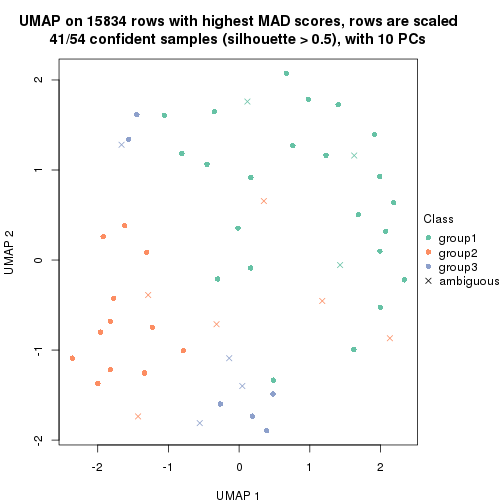 UMAP on 15834 rows with highest MAD scores, rows are scaled
41/54 confident samples (silhouette > 0.5), with 10 PCs
UMAP 2
2
1
0
-1
-2
-2
-1
0
1
2
UMAP 1
Class
group1
group2
group3
ambiguous